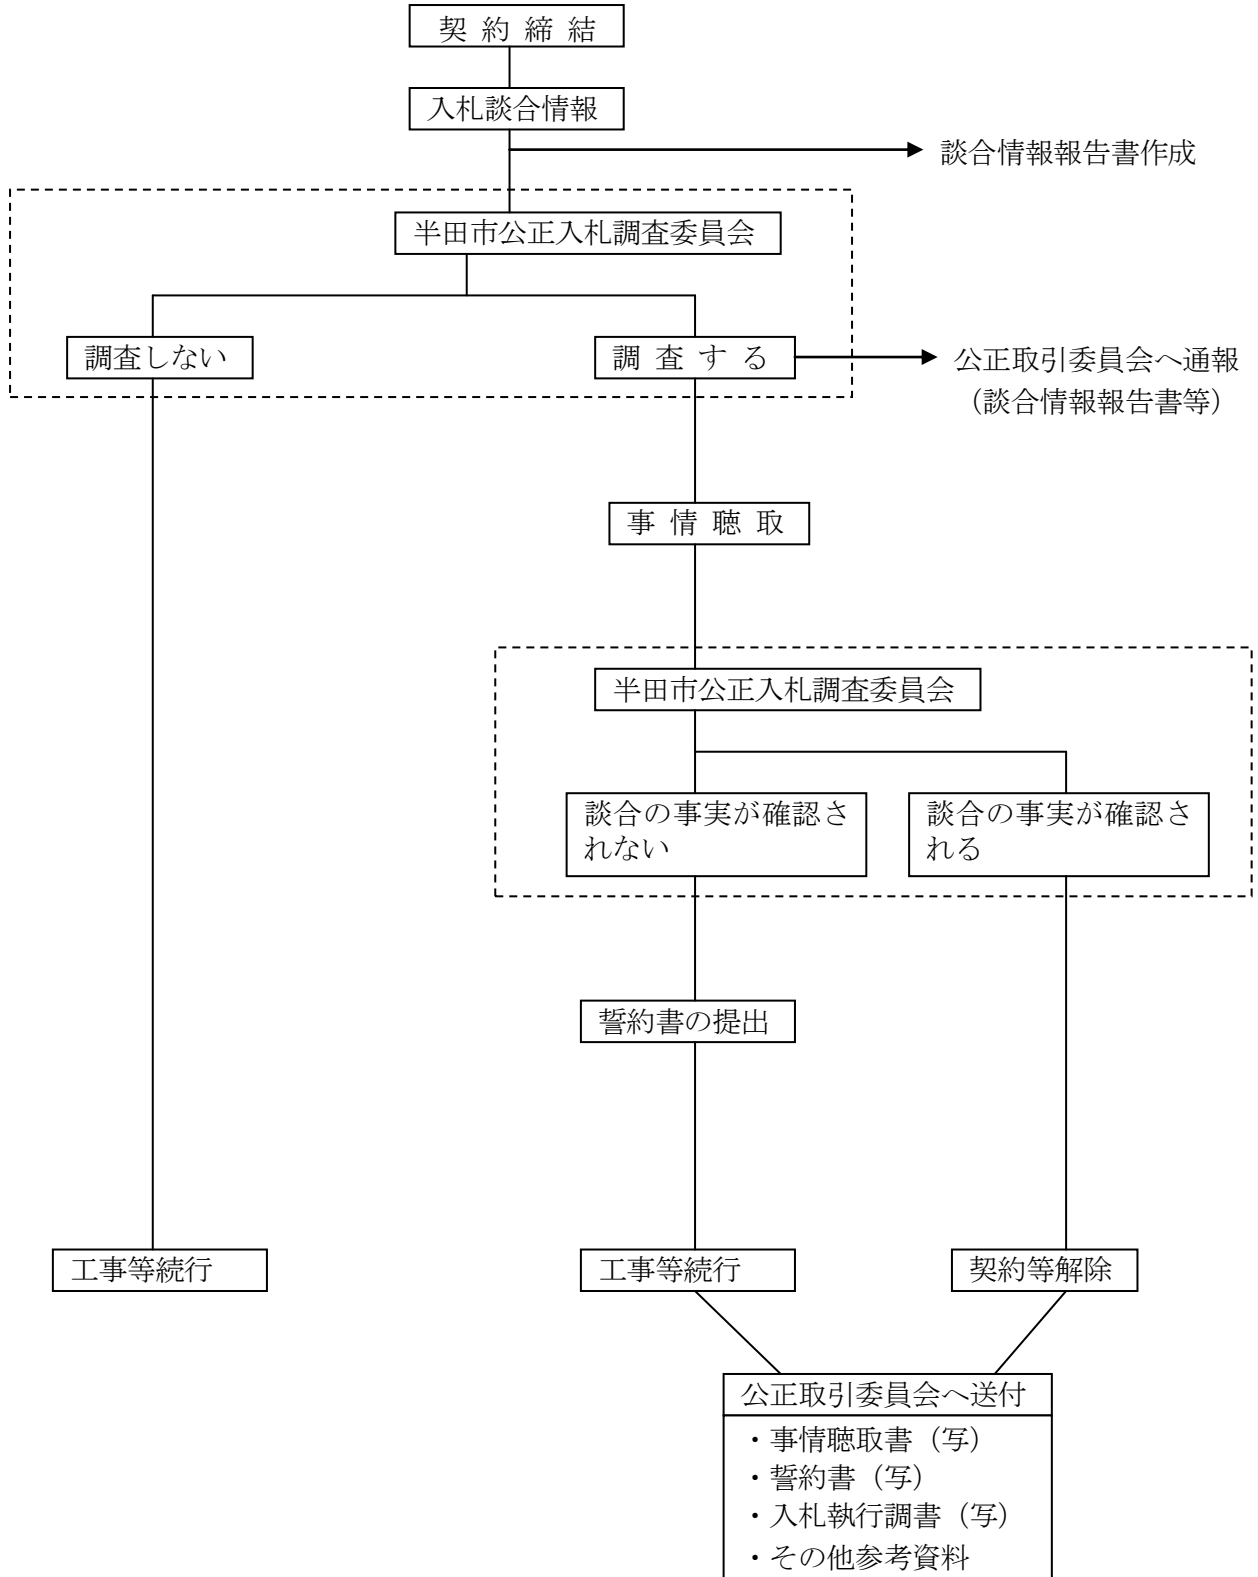 契約締結
入札談合情報
談合情報報告書作成
半田市公正入札調査委員会
調査しない
調査する
公正取引委員会へ通報
（談合情報報告書等）
事情聴取
半田市公正入札調査委員会
談合の事実が確認さ
れない
談合の事実が確認さ
れる
誓約書の提出
工事等続行
工事等続行
契約等解除
公正取引委員会へ送付
・事情聴取書（写）
・誓約書（写）
・入札執行調書（写）
・その他参考資料